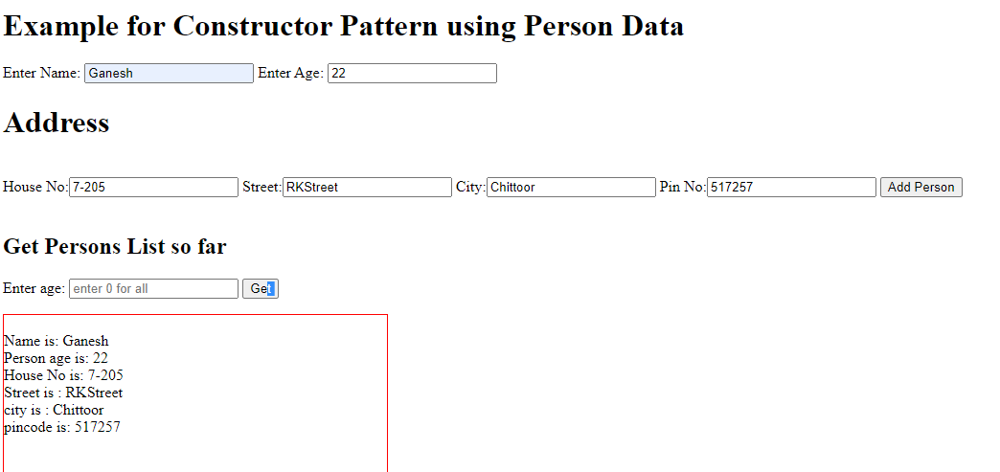 Example for Constructor Pattern using Person Data
Enter Name: Ganesh Enter Age: 22
Address
House No: 7-205 Street: RKStreet City: Chittoor Pin No: 517257 Add Person
Get Persons List so far
Enter age: enter 0 for all Get
Name is: Ganesh
Person age is: 22
House No is: 7-205
Street is : RKStreet
city is : Chittoor
pincode is: 517257